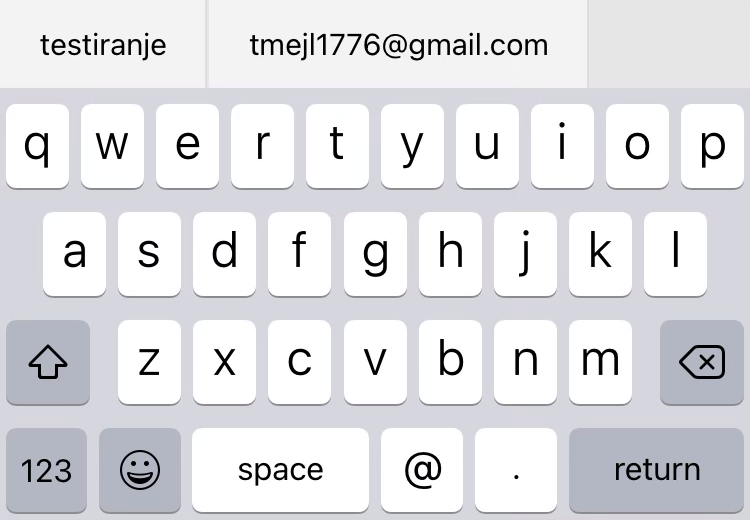 testiranje tmejl1776@gmail.com
q w e r t y u i o p
a s d f g h j k l
z x c v b n m
123 space @ . return